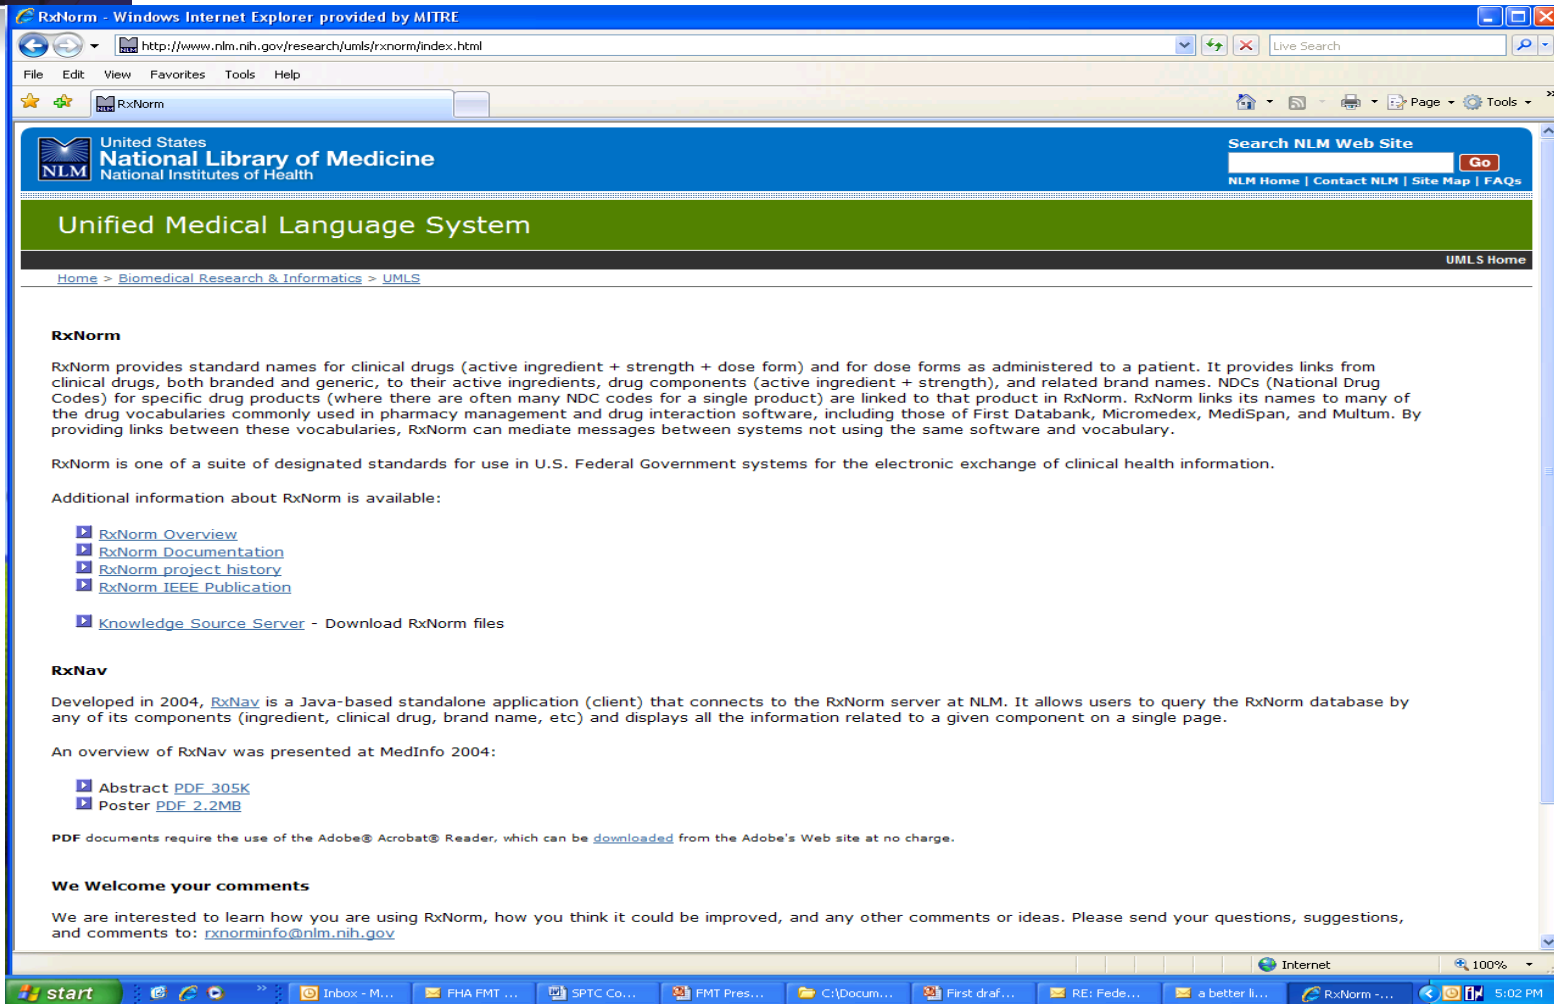 RxNorm - Windows Internet Explorer provided by MITRE
http://www.nlm.nih.gov/research/umls/rxnorm/index.html
Live Search
File Edit View Favorites Tools Help
RxNorm
Page Tools
United States
National Library of Medicine
National Institutes of Health
NLM
Search NLM Web Site
Go
NLM Home | Contact NLM | Site Map | FAQs
Unified Medical Language System
UMLS Home
Home > Biomedical Research & Informatics > UMLS
RxNorm
RxNorm provides standard names for clinical drugs (active ingredient + strength + dose form) and for dose forms as administered to a patient. It provides links from
clinical drugs, both branded and generic, to their active ingredients, drug components (active ingredient + strength), and related brand names. NDCs (National Drug
Codes) for specific drug products (where there are often many NDC codes for a single product) are linked to that product in RxNorm. RxNorm links its names to many of
the drug vocabularies commonly used in pharmacy management and drug interaction software, including those of First Databank, Micromedex, MediSpan, and Multum. By
providing links between these vocabularies, RxNorm can mediate messages between systems not using the same software and vocabulary.
RxNorm is one of a suite of designated standards for use in U.S. Federal Government systems for the electronic exchange of clinical health information.
Additional information about RxNorm is available:
RxNorm Overview
RxNorm Documentation
RxNorm project history
RxNorm IEEE Publication
Knowledge Source Server - Download RxNorm files
RxNav
Developed in 2004, RxNav is a Java-based standalone application (client) that connects to the RxNorm server at NLM. It allows users to query the RxNorm database by
any of its components (ingredient, clinical drug, brand name, etc) and displays all the information related to a given component on a single page.
An overview of RxNav was presented at MedInfo 2004:
Abstract PDF 305K
Poster PDF 2.2MB
PDF documents require the use of the Adobe® Acrobat® Reader, which can be downloaded from the Adobe's Web site at no charge.
We Welcome your comments
We are interested to learn how you are using RxNorm, how you think it could be improved, and any other comments or ideas. Please send your questions, suggestions,
and comments to: rxnorminfo@nlm.nih.gov
Internet 100%
start Inbox - M... FHA FMT ... SPTC Co... FMT Pres... C:\Docum... First draf... RE: Fede... a better li... RxNorm -... 5:02 PM